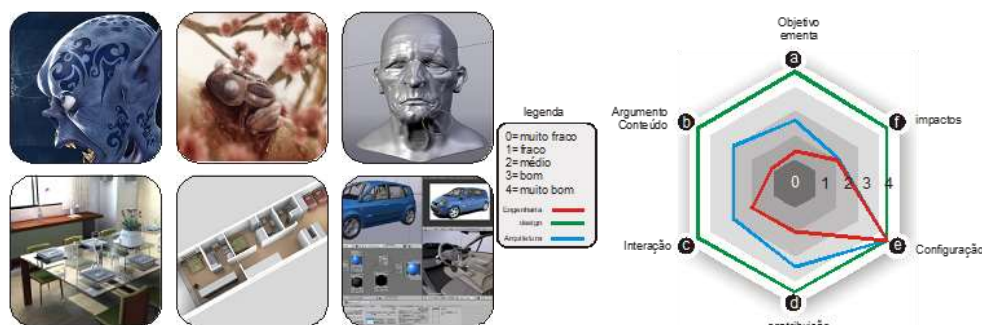 legenda
0= muito fraco
1= fraco
2= médio
3= bom
4= muito bom
Engenharia
design
Arquitetura
Objetivo
ementa
a
Argumento
Conteúdo
b
f
impactos
0
1
2
3
4
Interação
c
e
Configuração
d